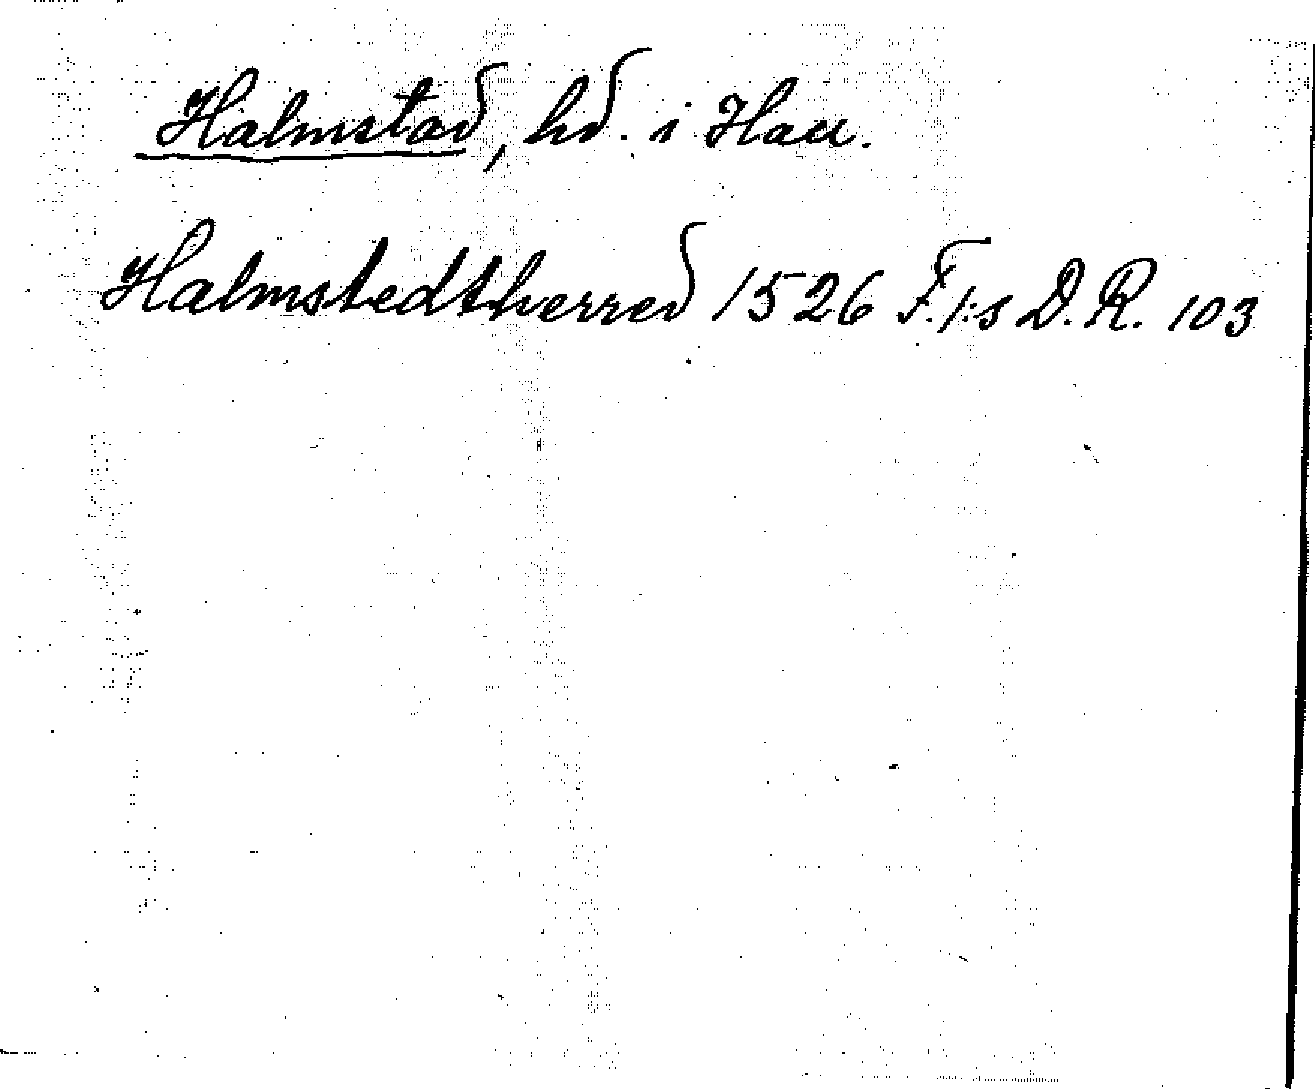 Halmstad, hd. i Hall.
Halmstedtherred 1526 F.I:s D.R. 103